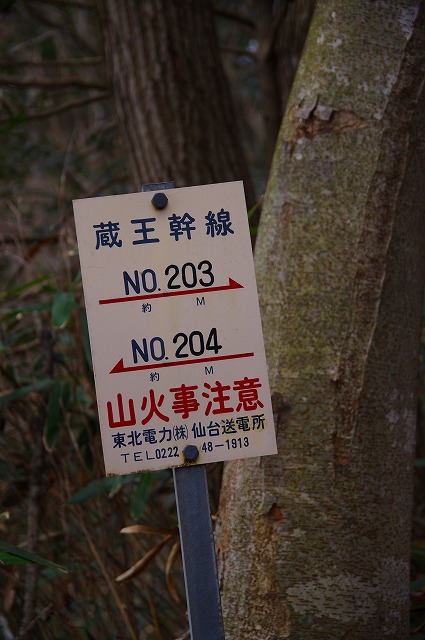 蔵王幹線
NO.203
約 M
NO.204
約 M
山火事注意
東北電力(株)仙台送電所
TEL0222 48-1913